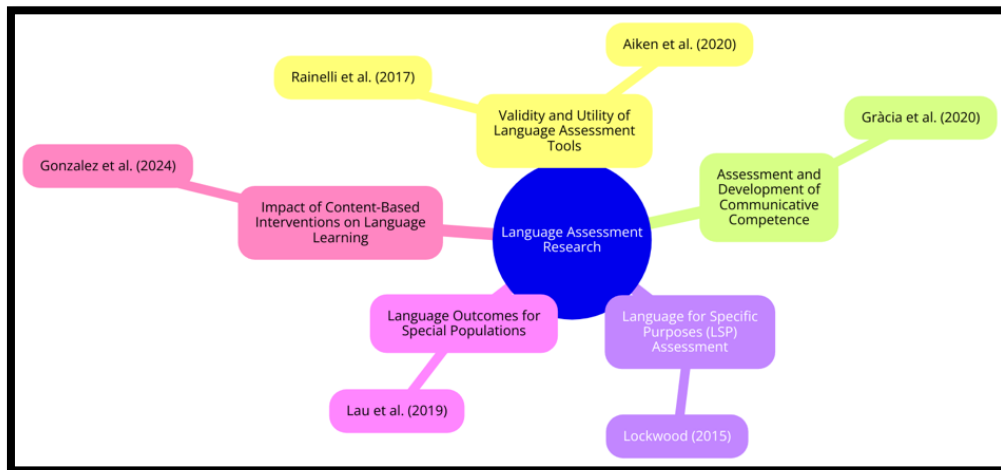 Aiken et al. (2020)
Rainelli et al. (2017)
Validity and Utility of
Language Assessment
Tools
Gràcia et al. (2020)
Gonzalez et al. (2024)
Assessment and
Development of
Communicative
Competence
Impact of Content-Based
Interventions on Language
Learning
Language Assessment
Research
Language Outcomes for
Special Populations
Language for Specific
Purposes (LSP)
Assessment
Lau et al. (2019)
Lockwood (2015)